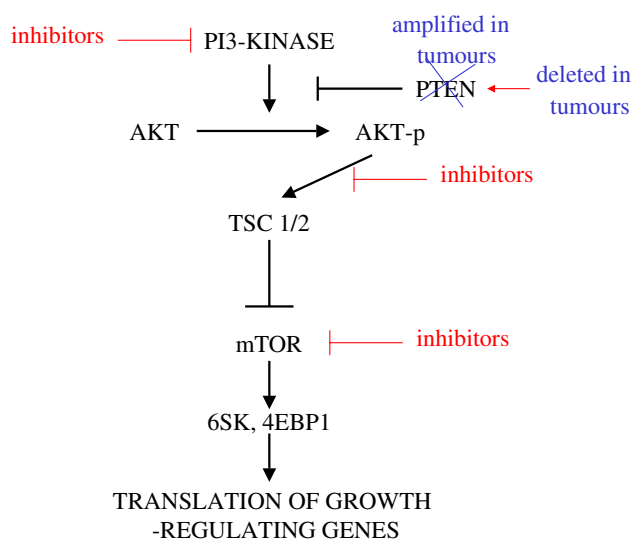 inhibitors
PI3-KINASE
amplified in
tumours
PTEN
deleted in
tumours
AKT
AKT-p
inhibitors
TSC 1/2
mTOR
inhibitors
6SK, 4EBP1
TRANSLATION OF GROWTH
-REGULATING GENES